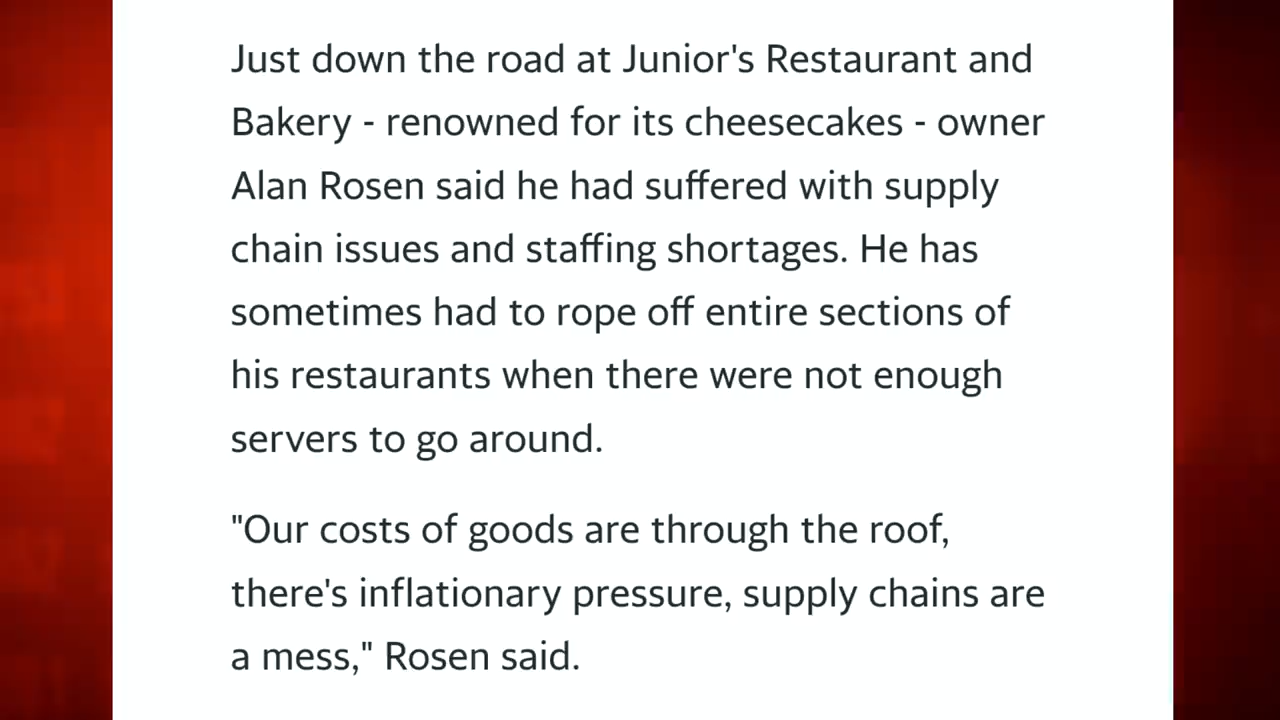 Just down the road at Junior's Restaurant and
Bakery - renowned for its cheesecakes - owner
Alan Rosen said he had suffered with supply
chain issues and staffing shortages. He has
sometimes had to rope off entire sections of
his restaurants when there were not enough
servers to go around.
"Our costs of goods are through the roof,
there's inflationary pressure, supply chains are
a mess," Rosen said.